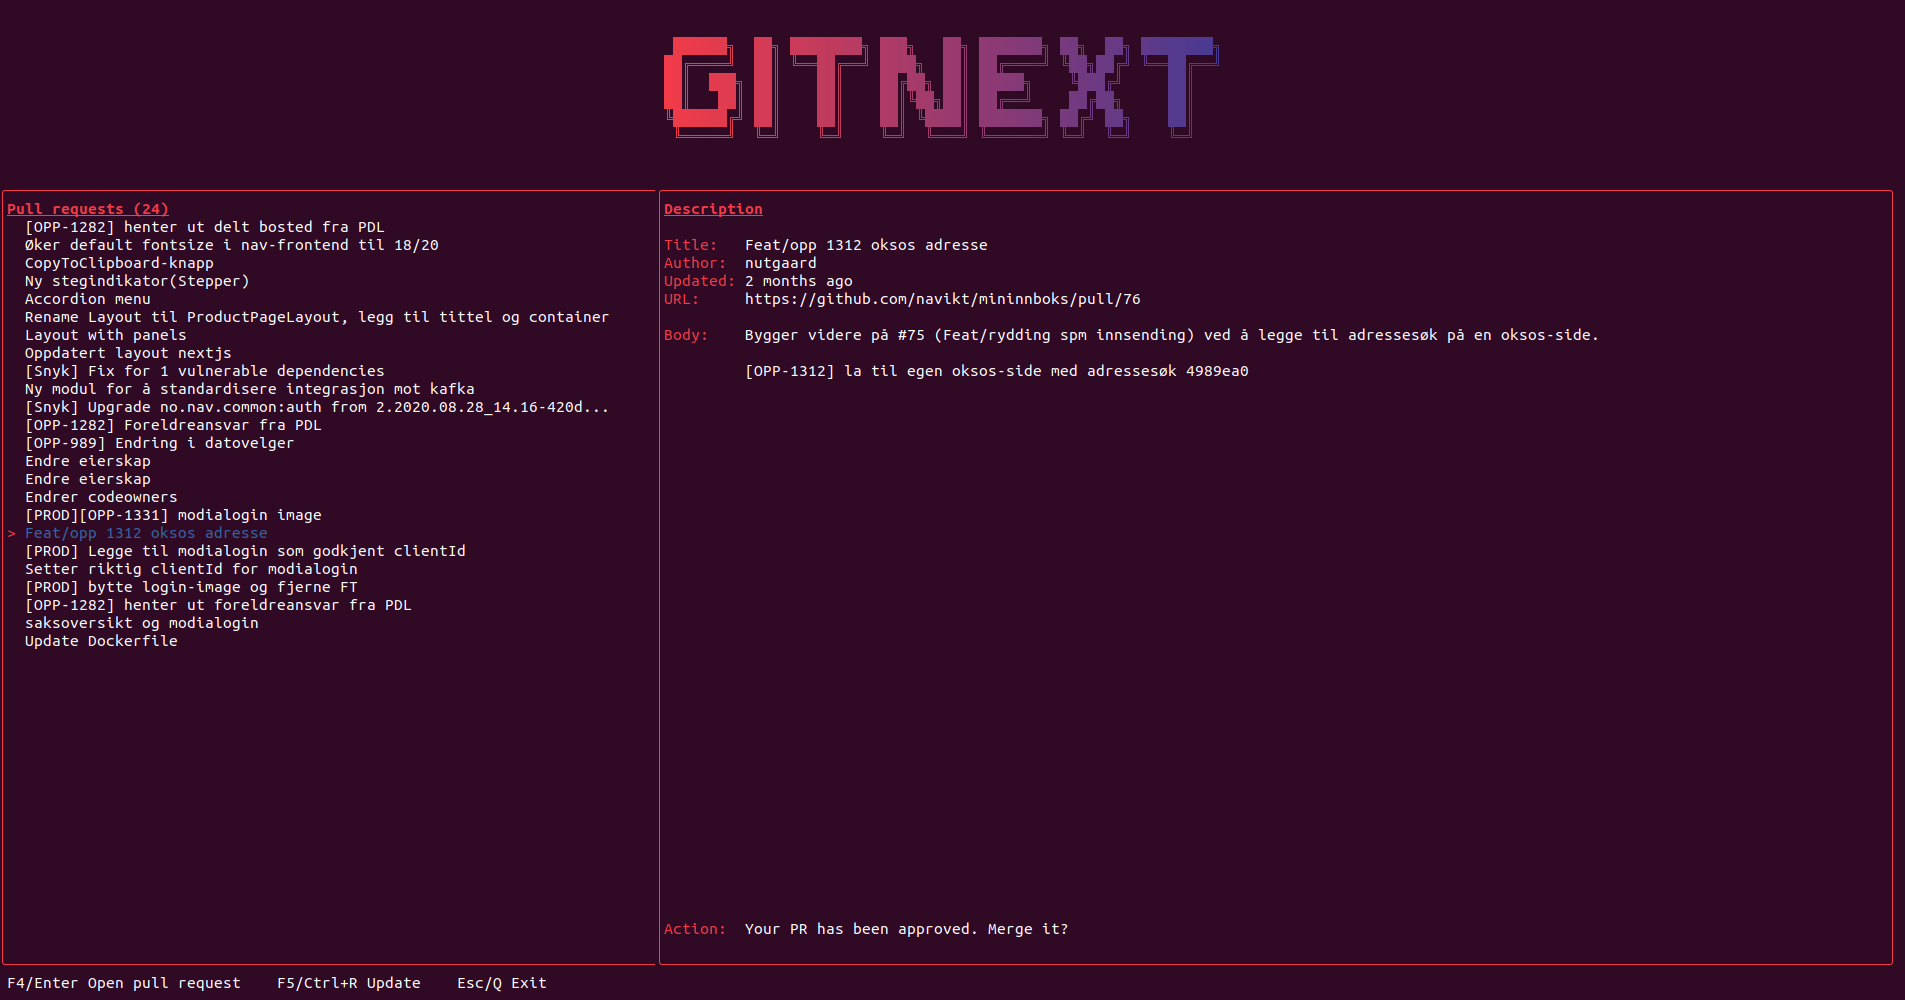 GITNEXT
Pull requests (24)
[OPP-1282] henter ut delt bosted fra PDL
Øker default fontsize i nav-frontend til 18/20
CopyToClipboard-knapp
Ny stegindikator(Stepper)
Accordion menu
Rename Layout til ProductPageLayout, legg til tittel og container
Layout with panels
Oppdatert layout nextjs
[Snyk] Fix for 1 vulnerable dependencies
Ny modul for å standardisere integrasjon mot kafka
[Snyk] Upgrade no.nav.common:auth from 2.2020.08.28_14.16-420d...
[OPP-1282] Foreldreansvar fra PDL
[OPP-989] Endring i datovelger
Endre eierskap
Endre eierskap
Endrer codeowners
[PROD][OPP-1331] modialogin image
> Feat/opp 1312 oksos adresse
[PROD] Legge til modialogin som godkjent clientId
Setter riktig clientId for modialogin
[PROD] bytte login-image og fjerne FT
[OPP-1282] henter ut foreldreansvar fra PDL
saksoversikt og modialogin
Update Dockerfile
Description
Title: Feat/opp 1312 oksos adresse
Author: nutgaard
Updated: 2 months ago
URL: https://github.com/navikt/mininnboks/pull/76
Body: Bygger videre på #75 (Feat/rydding spm innsending) ved å legge til adressesøk på en oksos-side.
[OPP-1312] la til egen oksos-side med adressesøk 4989ea0
Action: Your PR has been approved. Merge it?
F4/Enter Open pull request F5/Ctrl+R Update Esc/Q Exit